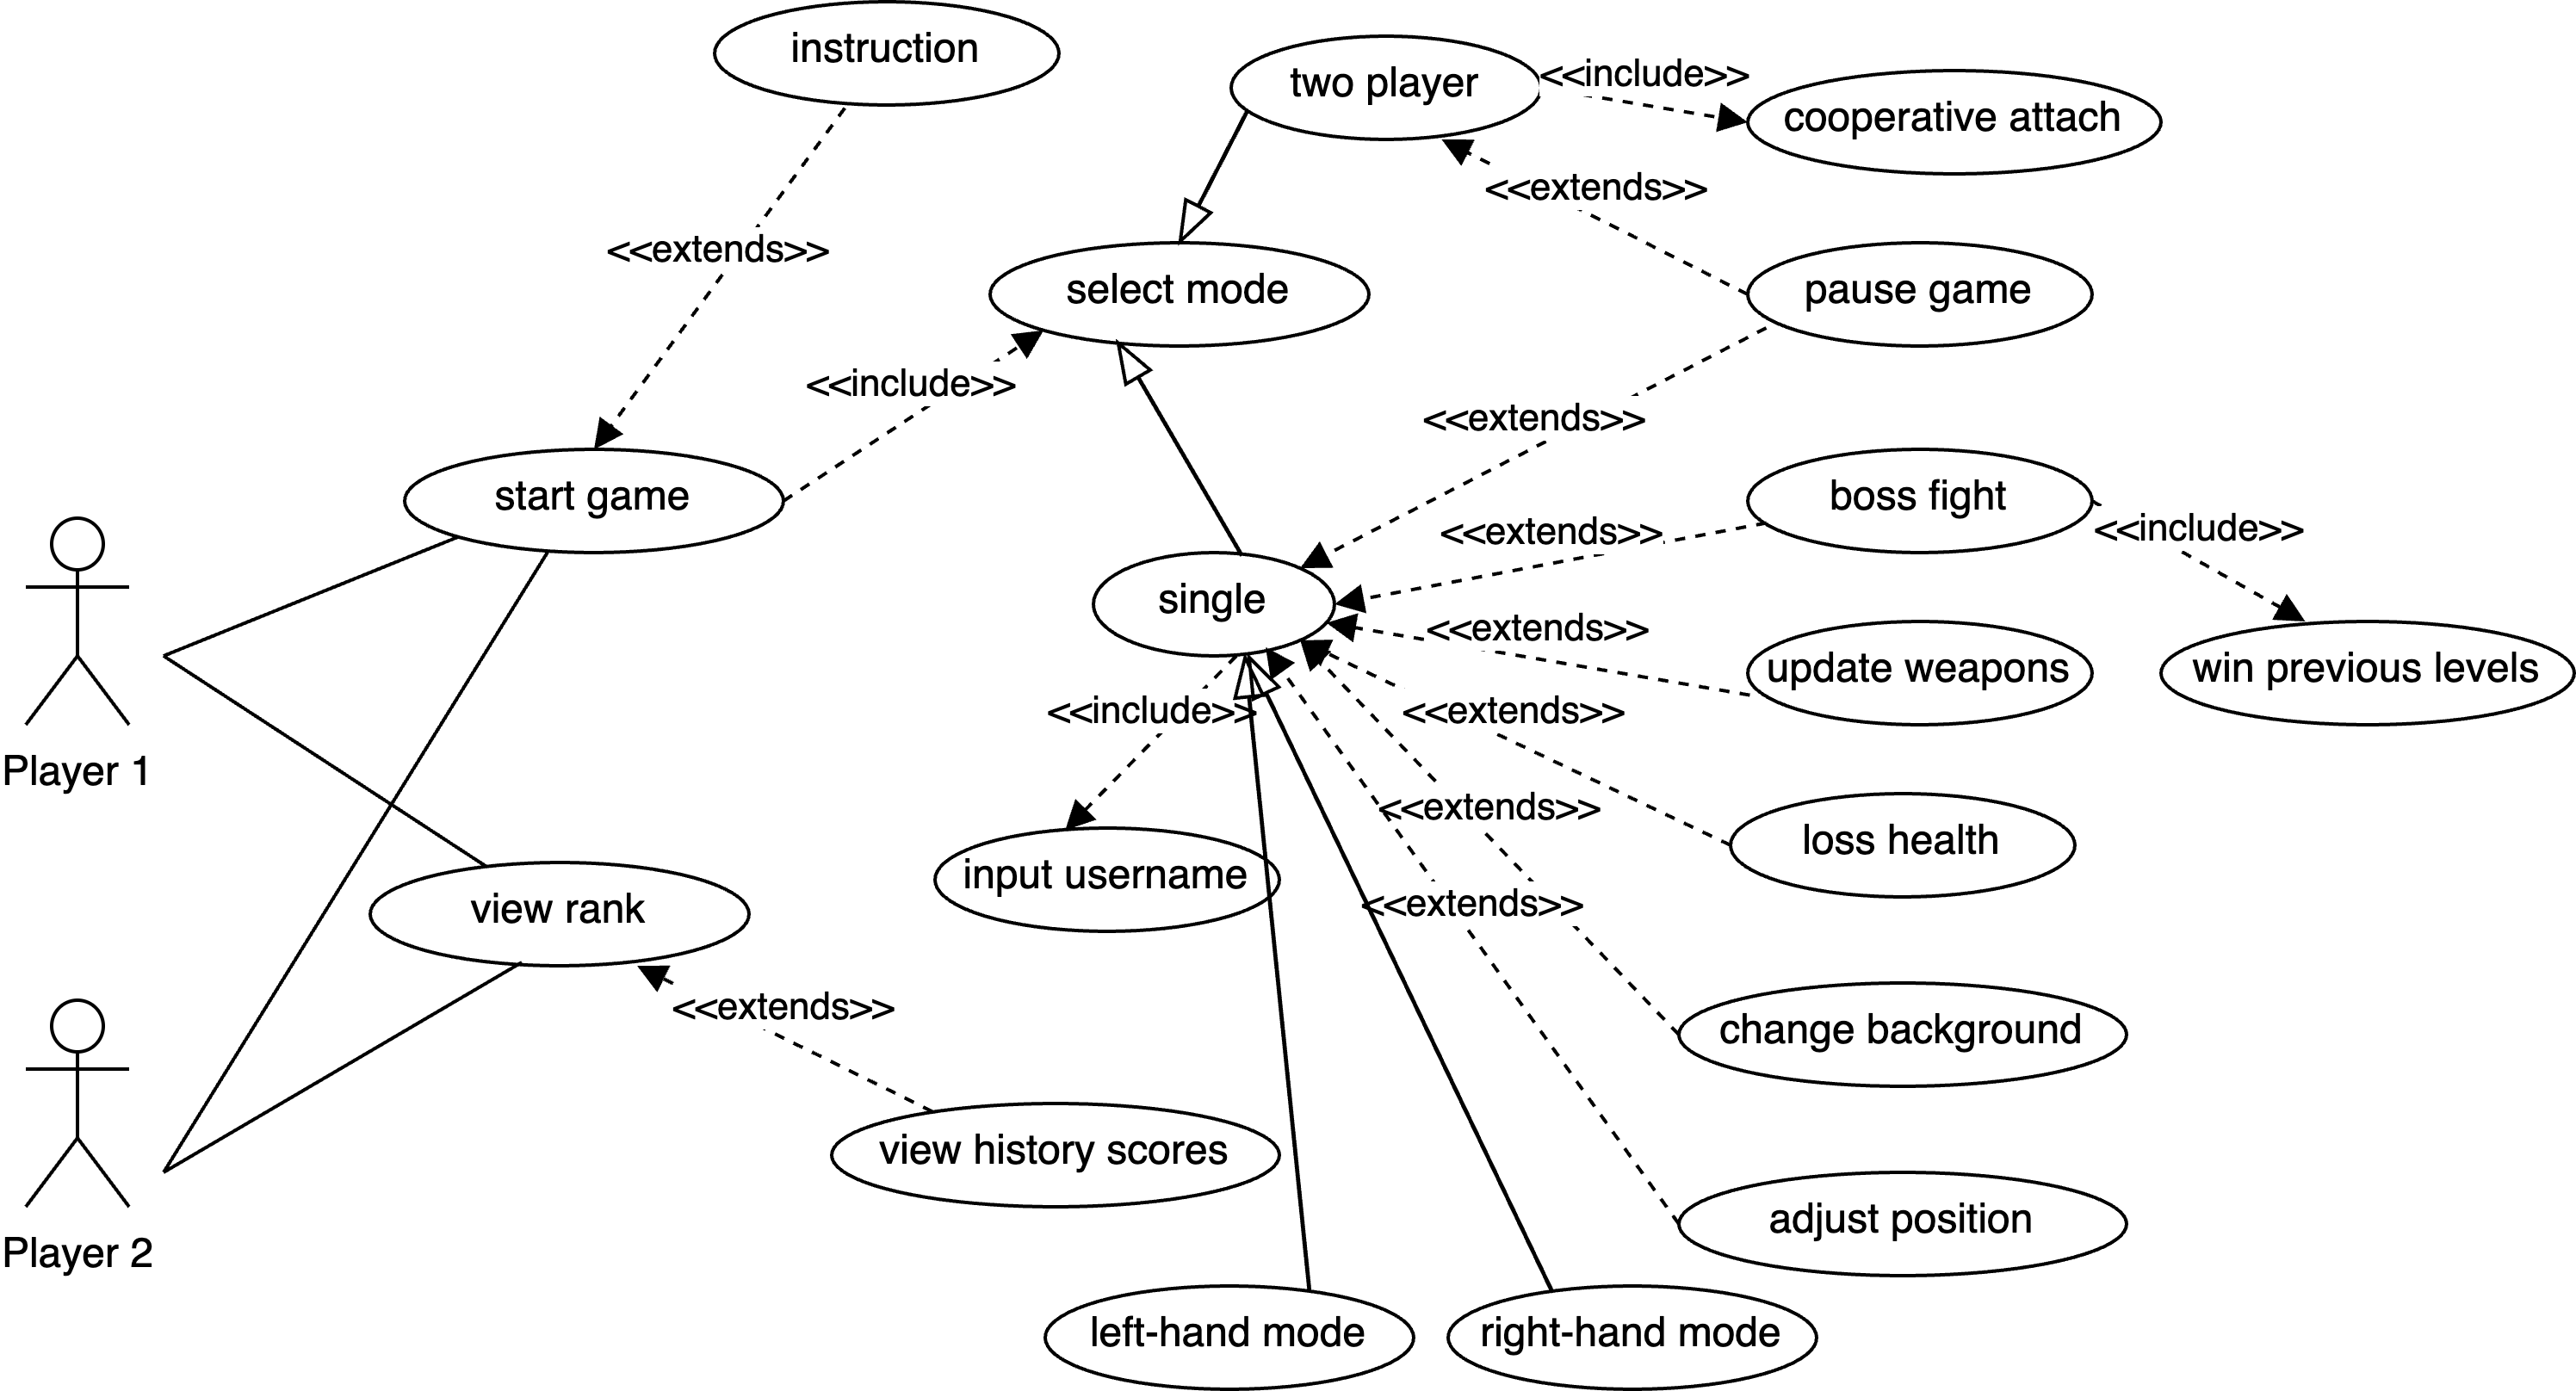 instruction
two player
<<include>>
cooperative attach
<<extends>>
<<extends>>
select mode
pause game
<<include>>
<<extends>>
start game
boss fight
<<extends>>
<<include>>
single
<<extends>>
update weapons
win previous levels
<<include>>
<<extends>>
Player 1
<<extends>>
loss health
input username
<<extends>>
view rank
<<extends>>
change background
view history scores
adjust position
Player 2
left-hand mode
right-hand mode